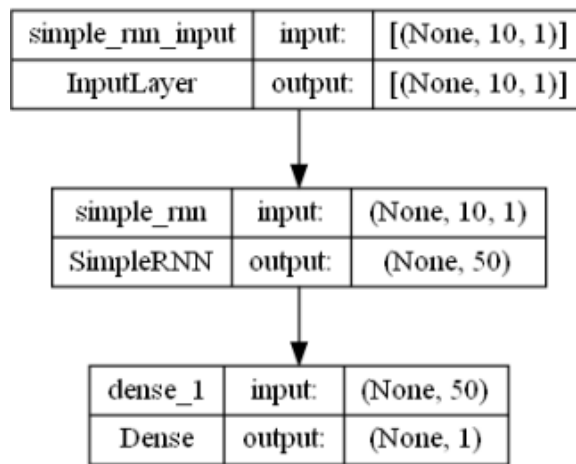 simple_rnn_input input: [(None, 10, 1)]
InputLayer output: [(None, 10, 1)]
simple_rnn input: (None, 10, 1)
SimpleRNN output: (None, 50)
dense_1 input: (None, 50)
Dense output: (None, 1)